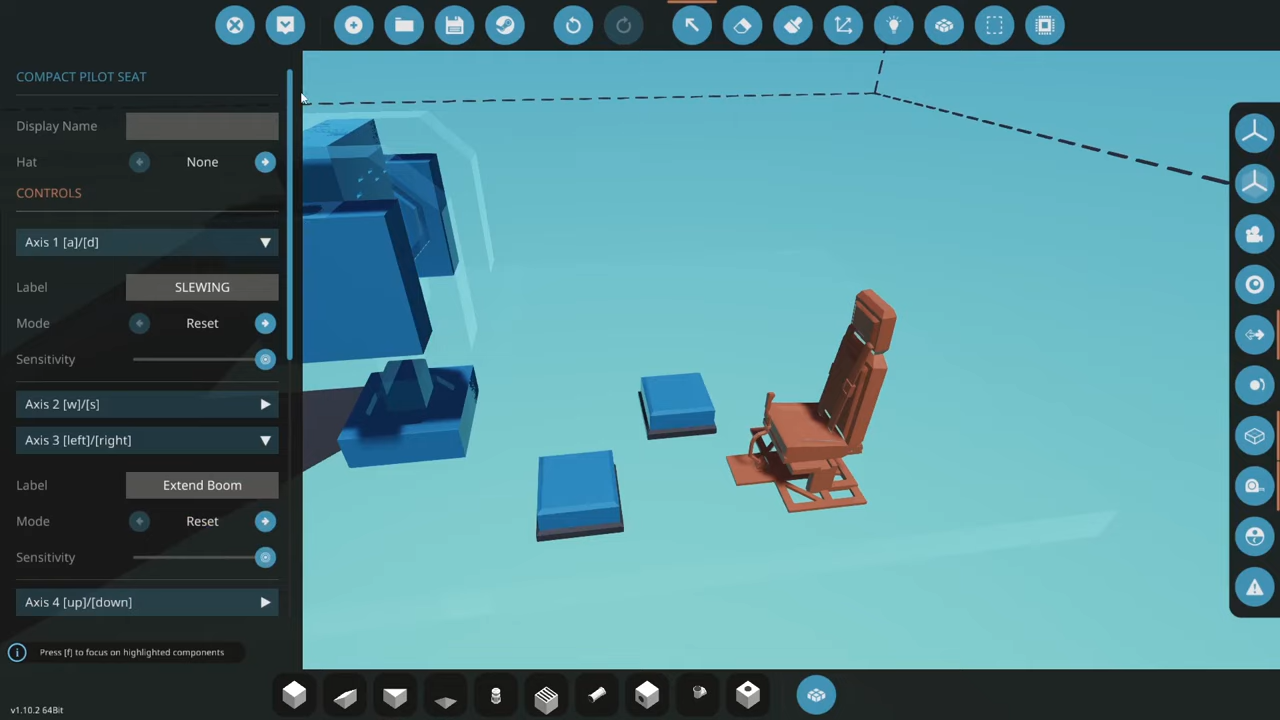 COMPACT PILOT SEAT
Display Name
Hat
None
CONTROLS
Axis 1 [a]/[d]
Label
SLEWING
Mode
Reset
Sensitivity
Axis 2 [w]/[s]
Axis 3 [left]/[right]
Label
Extend Boom
Mode
Reset
Sensitivity
Axis 4 [up]/[down]
Press [f] to focus on highlighted components
v1.10.2 64Bit